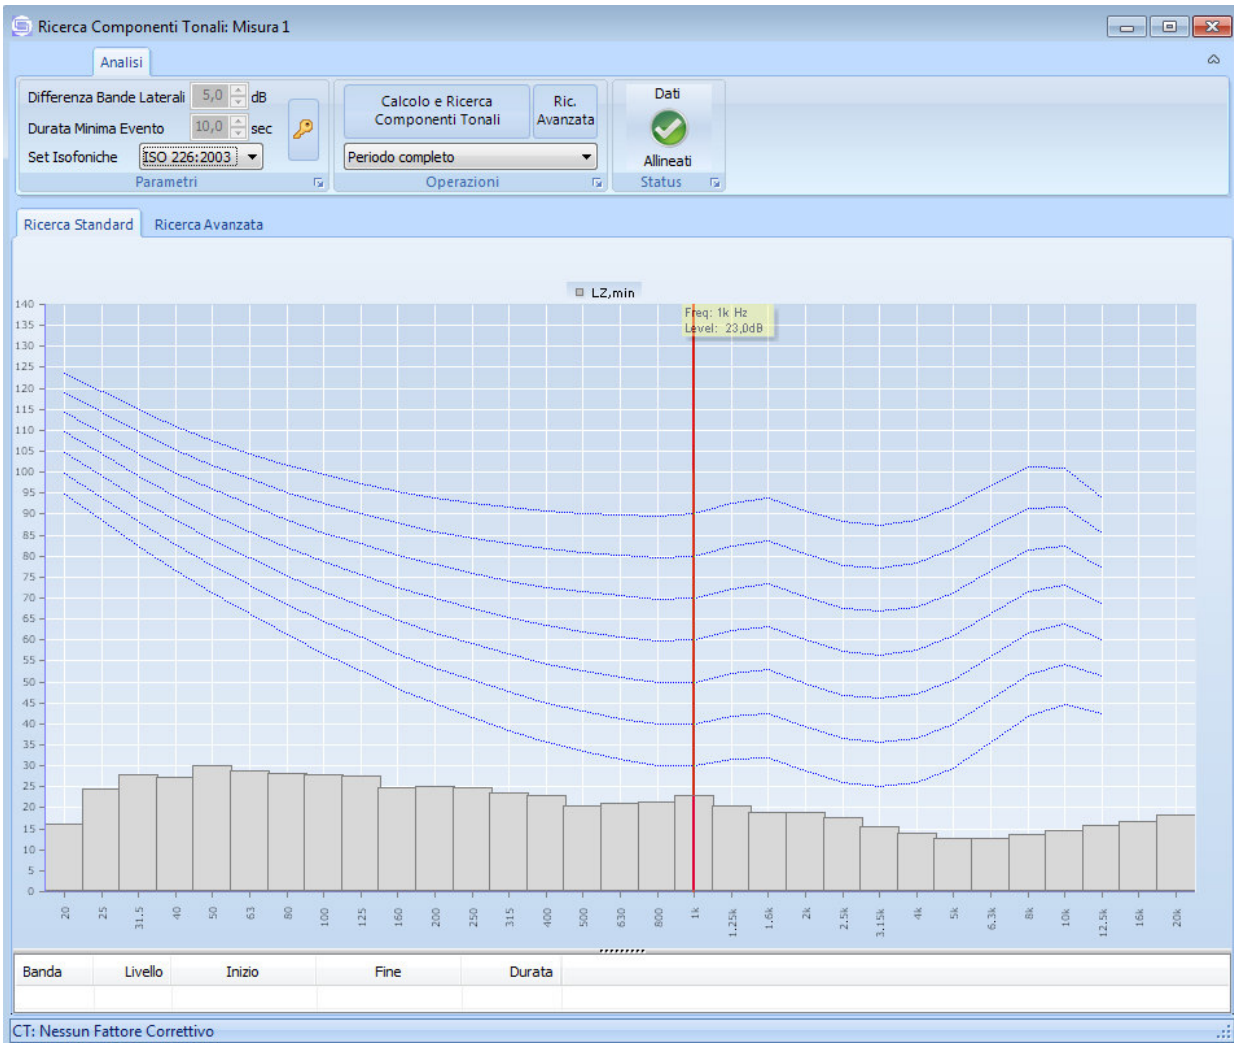 Ricerca Componenti Tonali: Misura 1
Analisi
Differenza Bande Laterali 5,0 dB
Durata Minima Evento 10,0 sec
Set Isofoniche ISO 226:2003
Parametri
Calcolo e Ricerca Componenti Tonali
Ric. Avanzata
Periodo completo
Operazioni
Dati
Allineati
Status
Ricerca Standard Ricerca Avanzata
LZ,min
Freq: 1k Hz
Level: 23,0dB
140
135
130
125
120
115
110
105
100
95
90
85
80
75
70
65
60
55
50
45
40
35
30
25
20
15
10
5
0
20 25 31.5 40 50 63 80 100 125 160 200 250 315 400 500 630 800 1k 1.25k 1.6k 2k 2.5k 3.15k 4k 5k 6.3k 8k 10k 12.5k 16k 20k
Banda Livello Inizio Fine Durata
CT: Nessun Fattore Correttivo